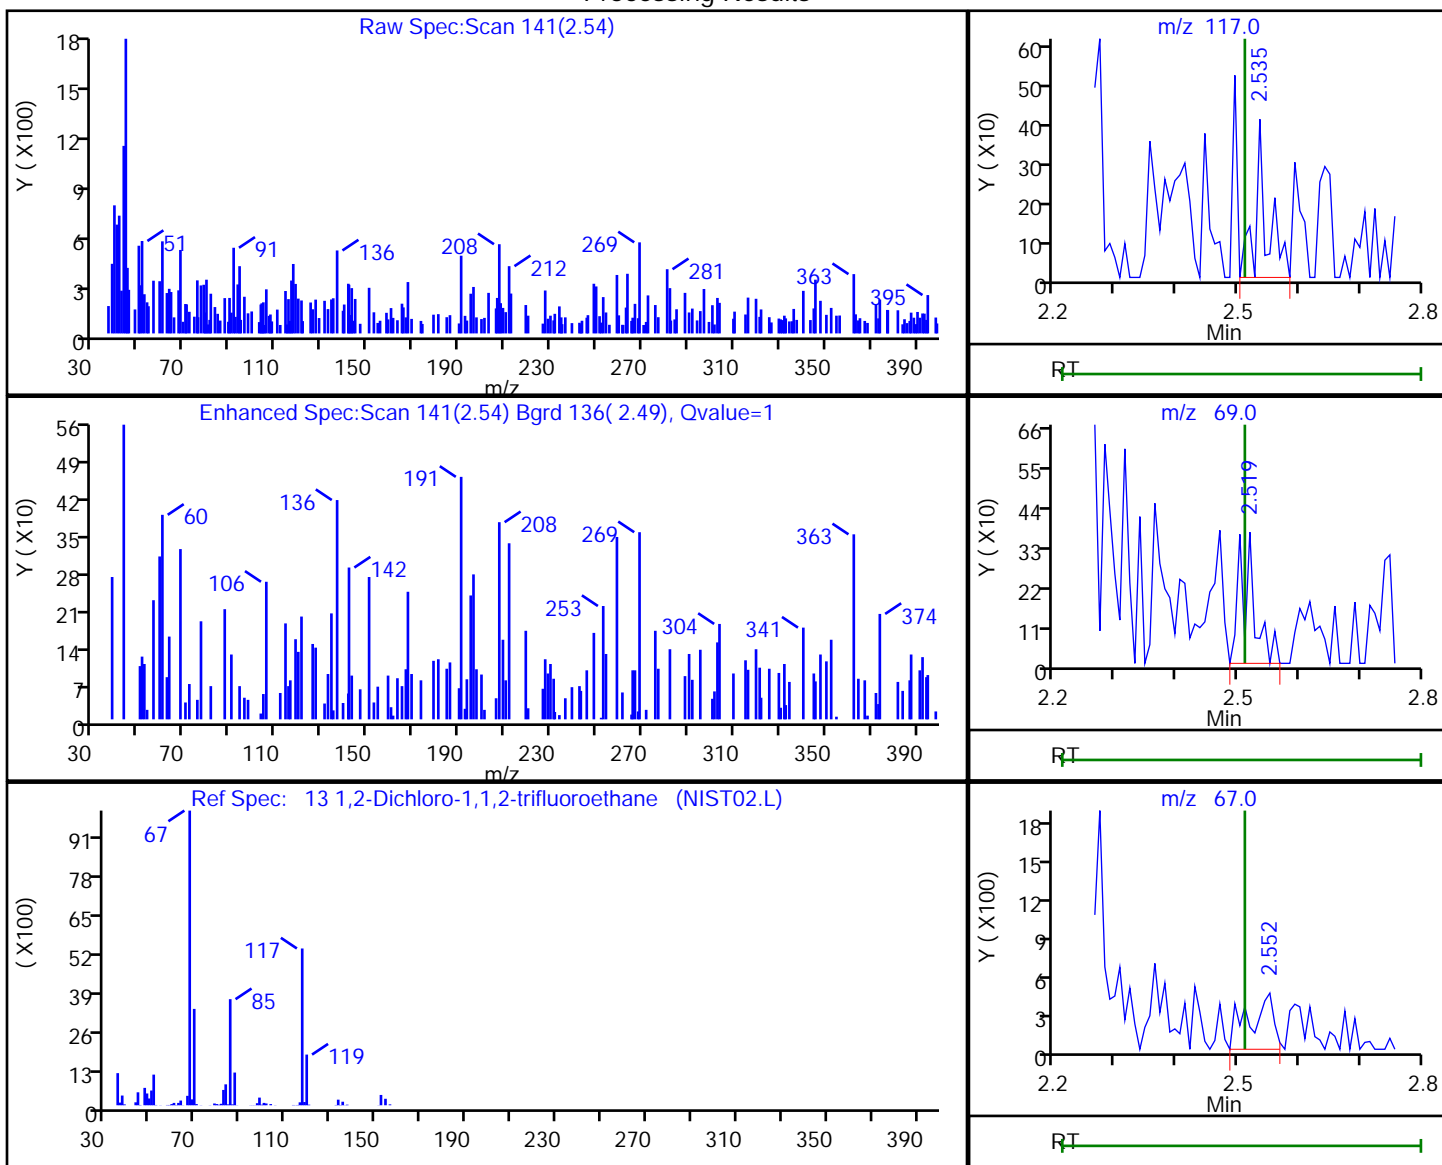 Raw Spec:Scan 141(2.54)
Y ( X100)
18
15
12
9
6
3
0
51
91
136
208
212
269
281
363
395
30 70 110 150 190 230 270 310 350 390
m/z
m/z 117.0
Y ( X10)
60
50
40
30
20
10
0
2.535
2.2 2.5 2.8
Min
RT
Enhanced Spec:Scan 141(2.54) Bgrd 136( 2.49), Qvalue=1
Y ( X10)
56
49
42
35
28
21
14
7
0
60
106
136
142
191
208
253
269
304
341
363
374
30 70 110 150 190 230 270 310 350 390
m/z
m/z 69.0
Y ( X10)
66
55
44
33
22
11
0
2.519
2.2 2.5 2.8
Min
RT
Ref Spec: 13 1,2-Dichloro-1,1,2-trifluoroethane (NIST02.L)
( X100)
91
78
65
52
39
26
13
0
67
85
117
119
30 70 110 150 190 230 270 310 350 390
m/z 67.0
Y ( X100)
18
15
12
9
6
3
0
2.552
2.2 2.5 2.8
Min
RT